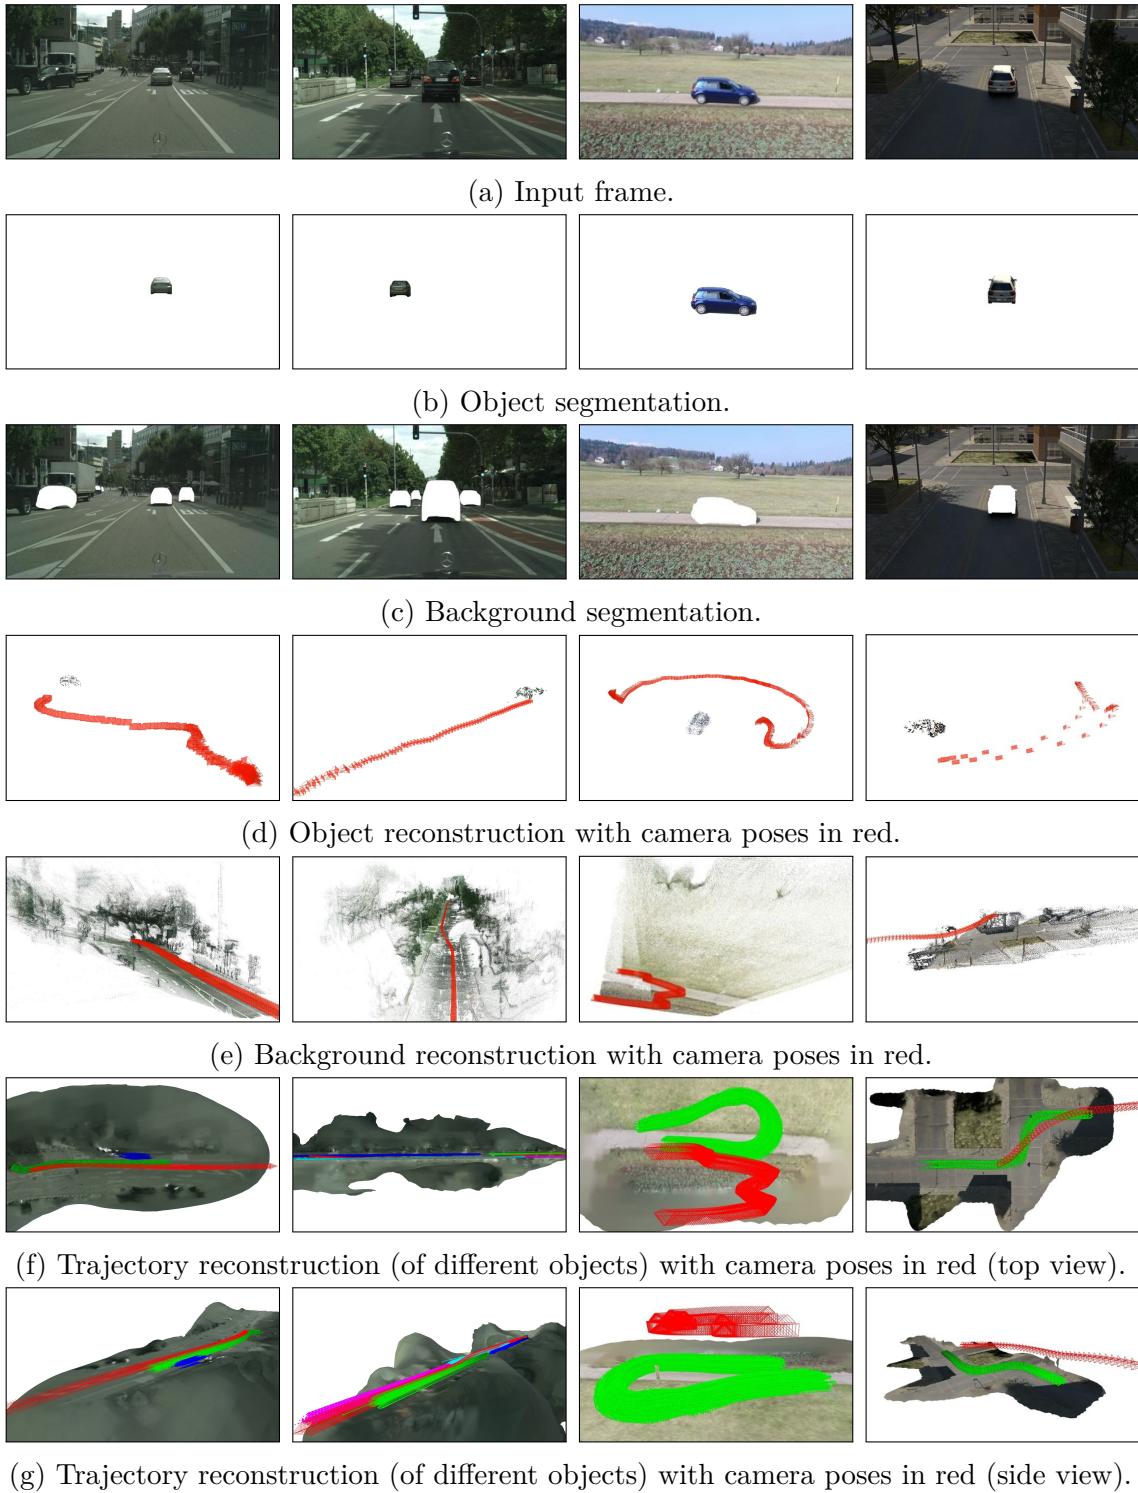 (a) Input frame.
(b) Object segmentation.
(c) Background segmentation.
(d) Object reconstruction with camera poses in red.
(e) Background reconstruction with camera poses in red.
(f) Trajectory reconstruction (of different objects) with camera poses in red (top view).
(g) Trajectory reconstruction (of different objects) with camera poses in red (side view).